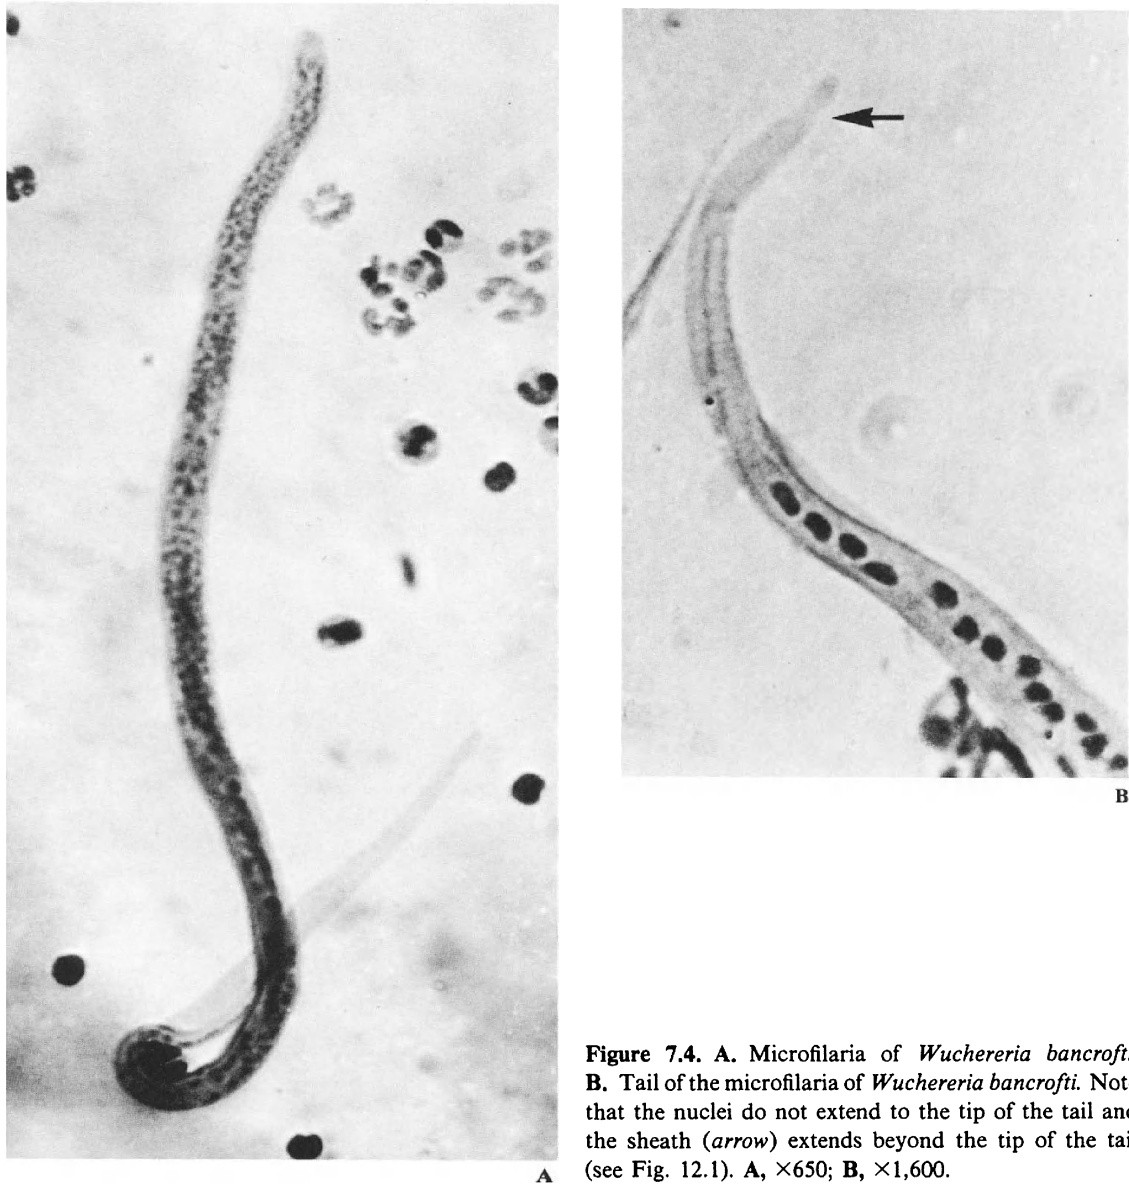 B
A
Figure 7.4. A. Microfilaria of Wuchereria bancrofti.
B. Tail of the microfilaria of Wuchereria bancrofti. Not
that the nuclei do not extend to the tip of the tail an
the sheath (arrow) extends beyond the tip of the tai
(see Fig. 12.1). A, ×650; B, ×1,600.